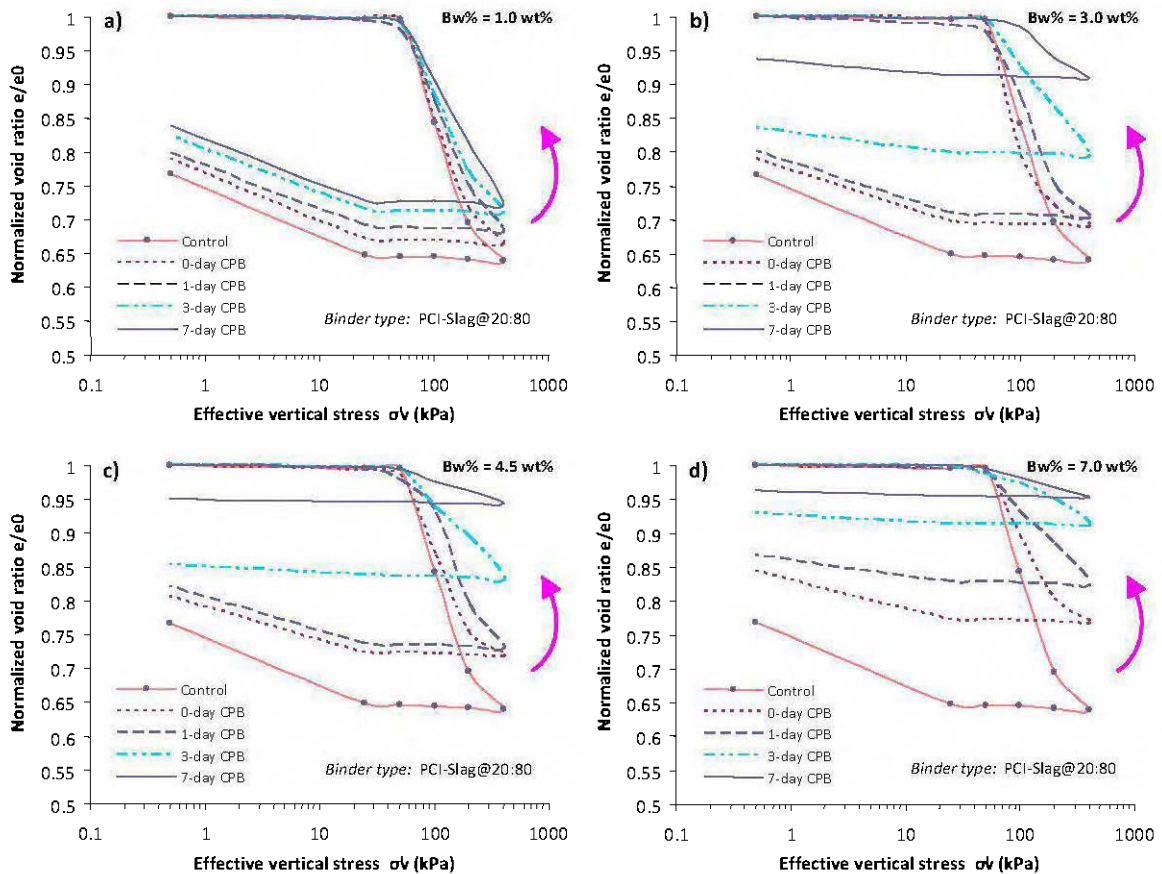 a)
Bw% = 1.0 wt%
Normalized void ratio e/e0
1
0.95
0.9
0.85
0.8
0.75
0.7
0.65
0.6
0.55
0.5
Control
0-day CPB
1-day CPB
3-day CPB
7-day CPB
Binder type: PCI-Slag@20:80
0.1
1
10
100
1000
Effective vertical stress σ'v (kPa)
b)
Bw% = 3.0 wt%
Normalized void ratio e/e0
1
0.95
0.9
0.85
0.8
0.75
0.7
0.65
0.6
0.55
0.5
Control
0-day CPB
1-day CPB
3-day CPB
7-day CPB
Binder type: PCI-Slag@20:80
0.1
1
10
100
1000
Effective vertical stress σ'v (kPa)
c)
Bw% = 4.5 wt%
Normalized void ratio e/e0
1
0.95
0.9
0.85
0.8
0.75
0.7
0.65
0.6
0.55
0.5
Control
0-day CPB
1-day CPB
3-day CPB
7-day CPB
Binder type: PCI-Slag@20:80
0.1
1
10
100
1000
Effective vertical stress σ'v (kPa)
d)
Bw% = 7.0 wt%
Normalized void ratio e/e0
1
0.95
0.9
0.85
0.8
0.75
0.7
0.65
0.6
0.55
0.5
Control
0-day CPB
1-day CPB
3-day CPB
7-day CPB
Binder type: PCI-Slag@20:80
0.1
1
10
100
1000
Effective vertical stress σ'v (kPa)